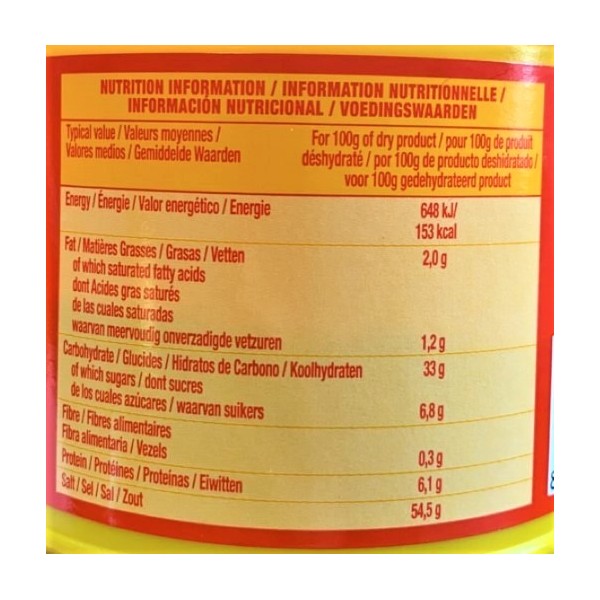 NUTRITION INFORMATION / INFORMATION NUTRITIONNELLE /
INFORMACIÓN NUTRICIONAL / VOEDINGSWAARDEN
Typical value / Valeurs moyennes /
Valores medios / Gemiddelde Waarden
For 100g of dry product / pour 100g de produit
déshydraté / por 100g de producto deshidratado /
voor 100g gedehydrateerd product
Energy / Énergie / Valor energético / Energie 648 kJ/
153 kcal
Fat / Matières Grasses / Grasas / Vetten 2,0 g
of which saturated fatty acids
dont Acides gras saturés
de las cuales saturadas
waarvan meervoudig onverzadigde vetzuren 1,2 g
Carbohydrate / Glucides / Hidratos de Carbono / Koolhydraten 33 g
of which sugars / dont sucres
de los cuales azúcares / waarvan suikers 6,8 g
Fibre / Fibres alimentaires
Fibra alimentaria / Vezels 0,3 g
Protein / Protéines / Proteínas / Eiwitten 6,1 g
Salt / Sel / Sal / Zout 54,5 g